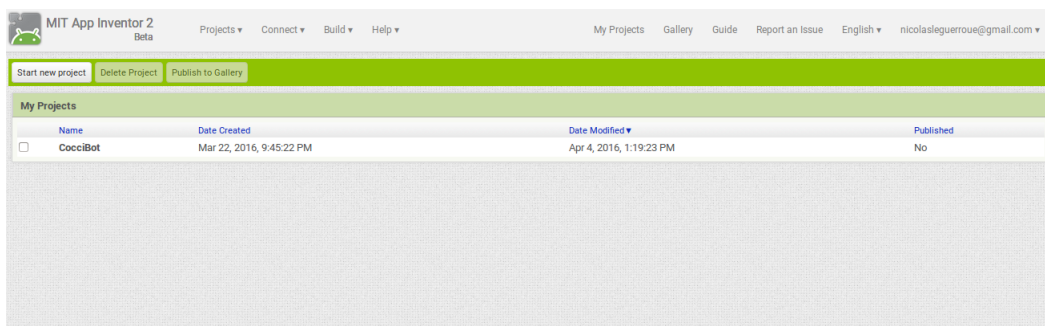 MIT App Inventor 2
Beta
Projects ▾ Connect ▾ Build ▾ Help ▾ My Projects Gallery Guide Report an Issue English ▾ nicolasleguerroue@gmail.com ▾
Start new project Delete Project Publish to Gallery
My Projects
Name Date Created Date Modified ▾ Published
CocciBot Mar 22, 2016, 9:45:22 PM Apr 4, 2016, 1:19:23 PM No